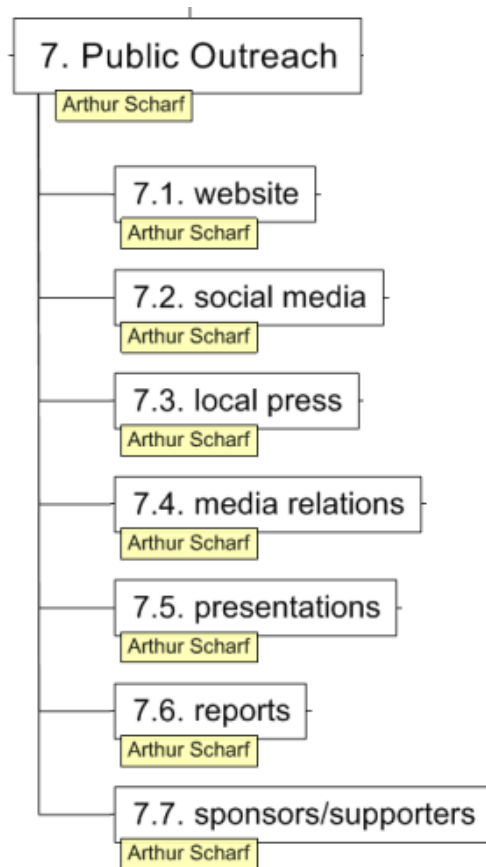 7. Public Outreach
Arthur Scharf
7.1. website
Arthur Scharf
7.2. social media
Arthur Scharf
7.3. local press
Arthur Scharf
7.4. media relations
Arthur Scharf
7.5. presentations
Arthur Scharf
7.6. reports
Arthur Scharf
7.7. sponsors/supporters
Arthur Scharf